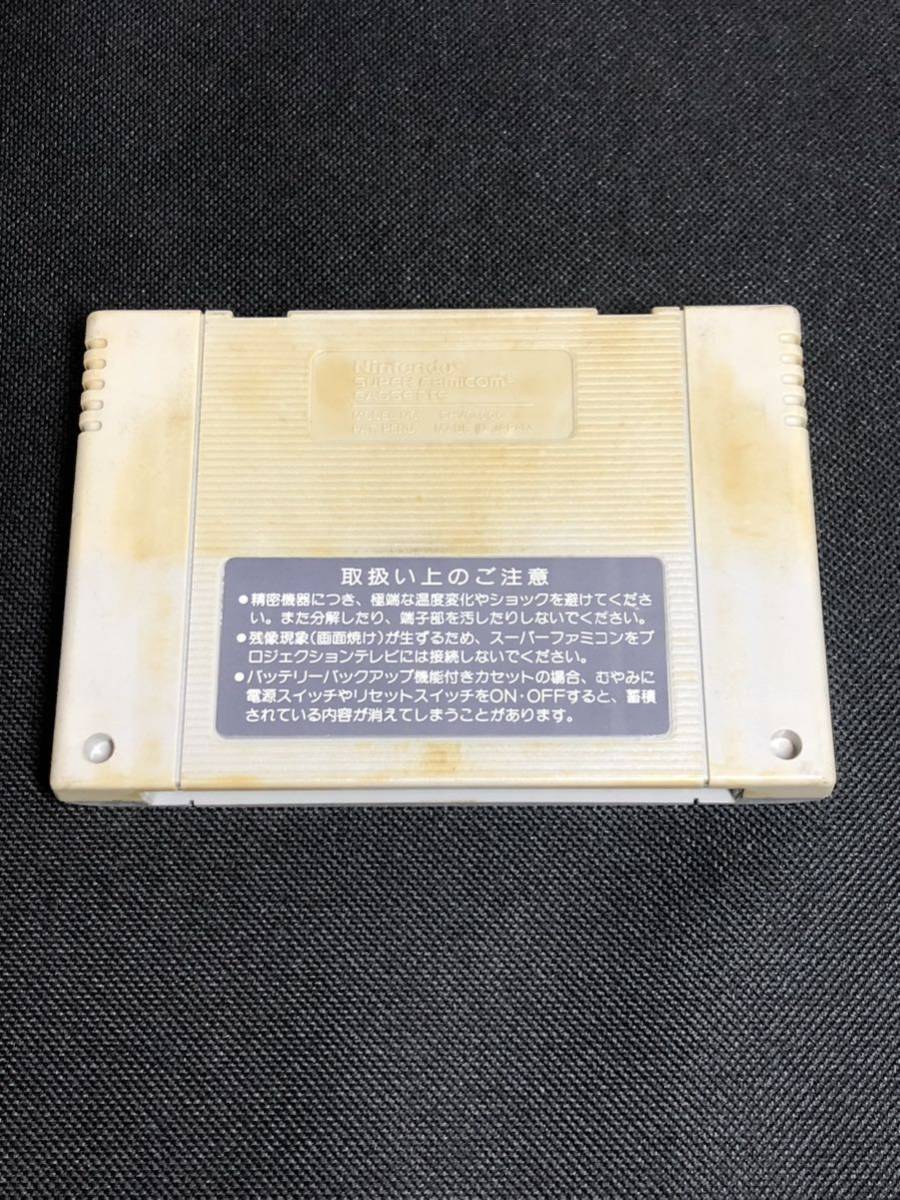 Nintendo
SUPER Famicom
CASSETTE
MODEL NO. SHVC-006
PAT. PEND. MADE IN JAPAN
取扱い上のご注意
●精密機器につき、極端な温度変化やショックを避けてくださ
い。また分解したり、端子部を汚したりしないでください。
●残像現象(画面焼け)が生ずるため、スーパーファミコンをプ
ロジェクションテレビには接続しないでください。
●バッテリーバックアップ機能付きカセットの場合、むやみに
電源スイッチやリセットスイッチをON・OFFすると、蓄積
されている内容が消えてしまうことがあります。